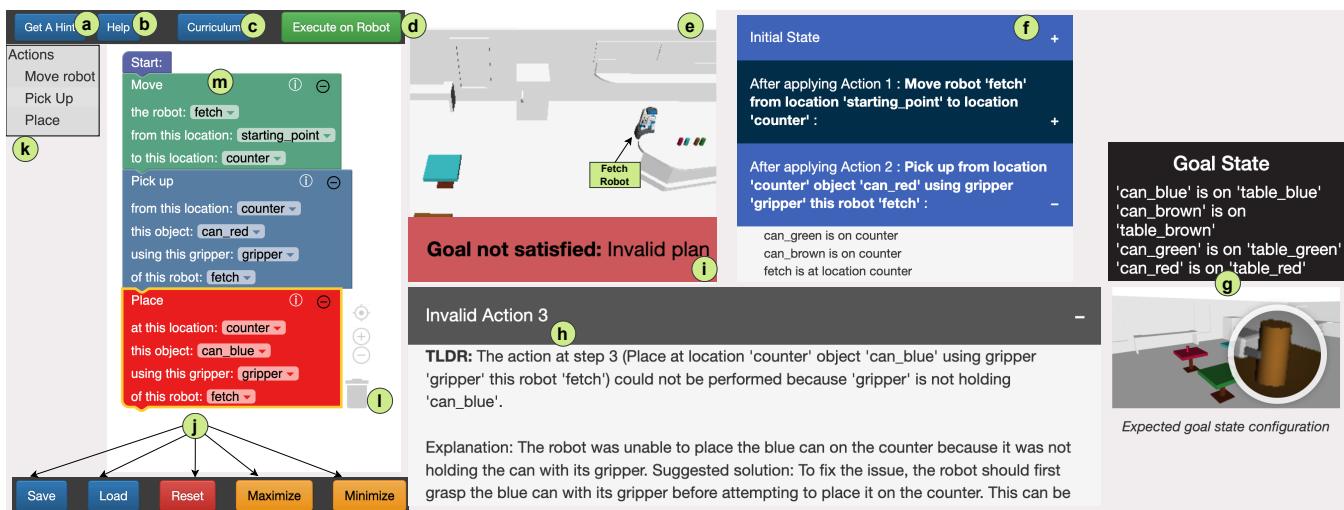 Get A Hint
a
Help
b
Curriculum
c
Execute on Robot
d
Actions
Move robot
Pick Up
Place
k
Start:
Move
m
the robot: fetch
from this location: starting_point
to this location: counter
Pick up
from this location: counter
this object: can_red
using this gripper: gripper
of this robot: fetch
Place
at this location: counter
this object: can_blue
using this gripper: gripper
of this robot: fetch
l
j
Save
Load
Reset
Maximize
Minimize
e
Fetch
Robot
Goal not satisfied: Invalid plan
i
Initial State
f
+
After applying Action 1 : Move robot 'fetch'
from location 'starting_point' to location
'counter' :
+
After applying Action 2 : Pick up from location
'counter' object 'can_red' using gripper
'gripper' this robot 'fetch' :
–
can_green is on counter
can_brown is on counter
fetch is at location counter
Invalid Action 3
–
h
TLDR: The action at step 3 (Place at location 'counter' object 'can_blue' using gripper
'gripper' this robot 'fetch') could not be performed because 'gripper' is not holding
'can_blue'.
Explanation: The robot was unable to place the blue can on the counter because it was not
holding the can with its gripper. Suggested solution: To fix the issue, the robot should first
grasp the blue can with its gripper before attempting to place it on the counter. This can be
Goal State
'can_blue' is on 'table_blue'
'can_brown' is on
'table_brown'
'can_green' is on 'table_green'
'can_red' is on 'table_red'
g
Expected goal state configuration